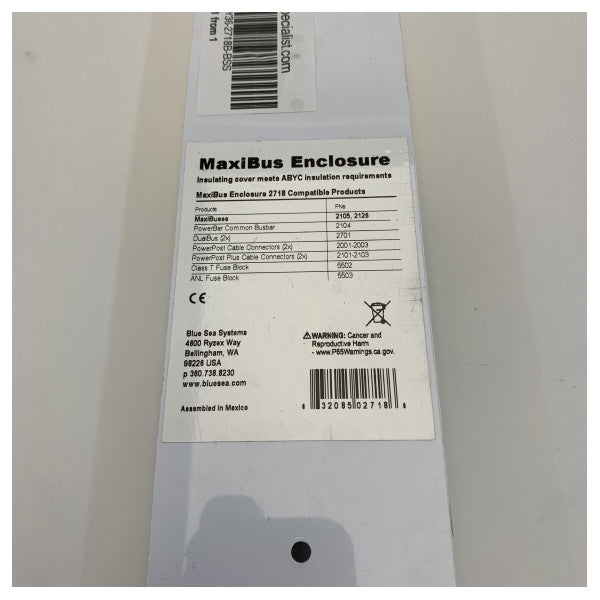 pecialist.com
Y36-2718B-BSS
1 from 1
MaxiBus Enclosure
Insulating cover meets ABYC insulation requirements
MaxiBus Enclosure 2718 Compatible Products
Products PNs
MaxiBuses 2105, 2126
PowerBar Common Busbar 2104
DualBus (2x) 2701
PowerPost Cable Connectors (2x) 2001-2003
PowerPost Plus Cable Connectors (2x) 2101-2103
Class T Fuse Block 5502
ANL Fuse Block 5503
CE
Blue Sea Systems
4600 Ryzex Way
Bellingham, WA
98226 USA
p 360.738.8230
www.bluesea.com
Assembled in Mexico
WARNING: Cancer and
Reproductive Harm
- www.P65Warnings.ca.gov.
6 32085 02718 6